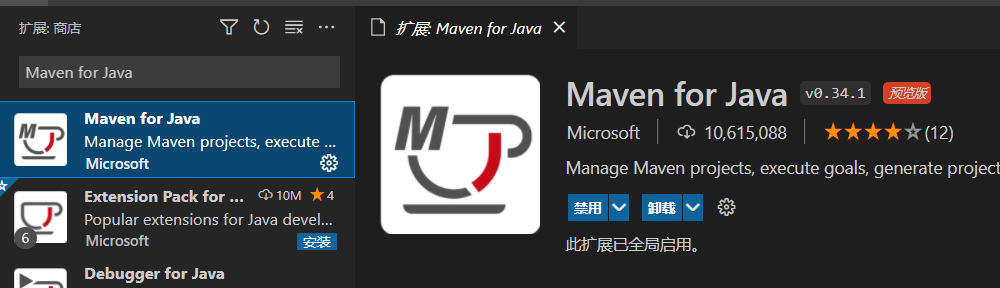 扩展: 商店
Maven for Java
Maven for Java
Manage Maven projects, execute ...
Microsoft
Extension Pack for ... 10M 4
Popular extensions for Java devel...
6
Microsoft 安装
Debugger for Java
扩展: Maven for Java
Maven for Java v0.34.1 预览版
Microsoft 10,615,088 (12)
Manage Maven projects, execute goals, generate project
禁用 卸载
此扩展已全局启用。